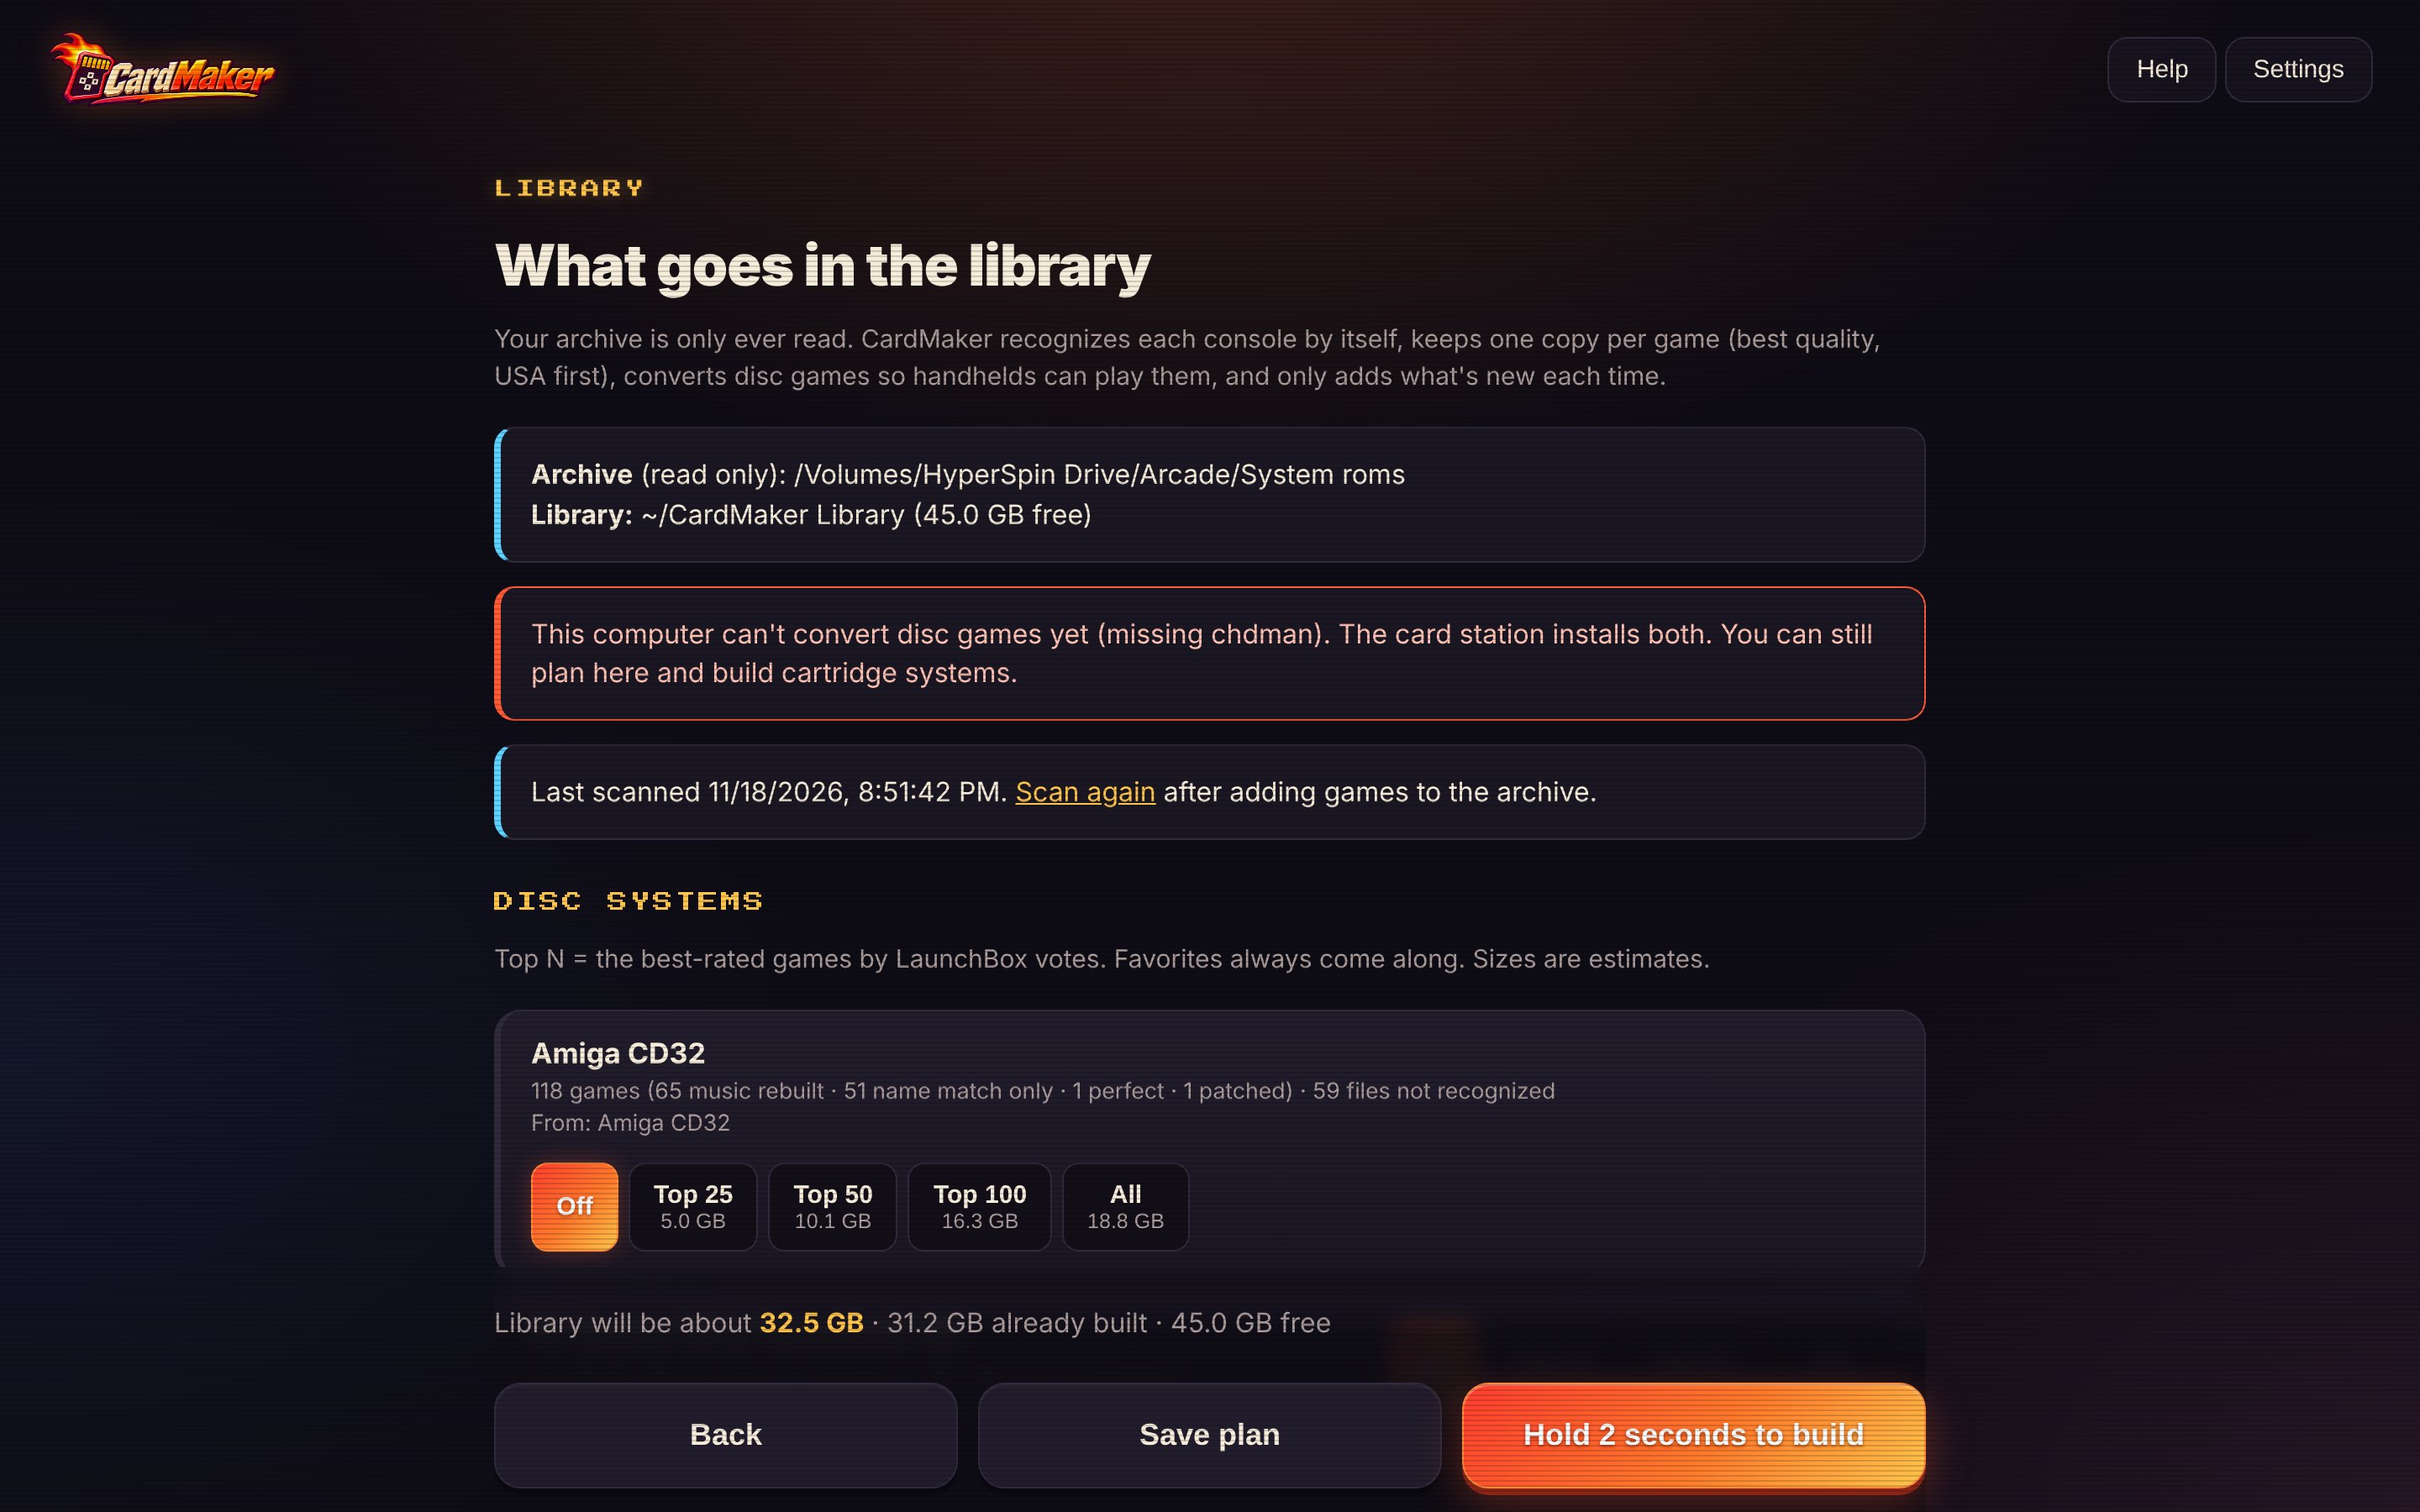 CardMaker
Help
Settings
LIBRARY
What goes in the library
Your archive is only ever read. CardMaker recognizes each console by itself, keeps one copy per game (best quality,
USA first), converts disc games so handhelds can play them, and only adds what's new each time.
Archive (read only): /Volumes/HyperSpin Drive/Arcade/System roms
Library: ~/CardMaker Library (45.0 GB free)
This computer can't convert disc games yet (missing chdman). The card station installs both. You can still
plan here and build cartridge systems.
Last scanned 11/18/2026, 8:51:42 PM. Scan again after adding games to the archive.
DISC SYSTEMS
Top N = the best-rated games by LaunchBox votes. Favorites always come along. Sizes are estimates.
Amiga CD32
118 games (65 music rebuilt · 51 name match only · 1 perfect · 1 patched) · 59 files not recognized
From: Amiga CD32
Off
Top 25
5.0 GB
Top 50
10.1 GB
Top 100
16.3 GB
All
18.8 GB
Library will be about 32.5 GB · 31.2 GB already built · 45.0 GB free
Back
Save plan
Hold 2 seconds to build